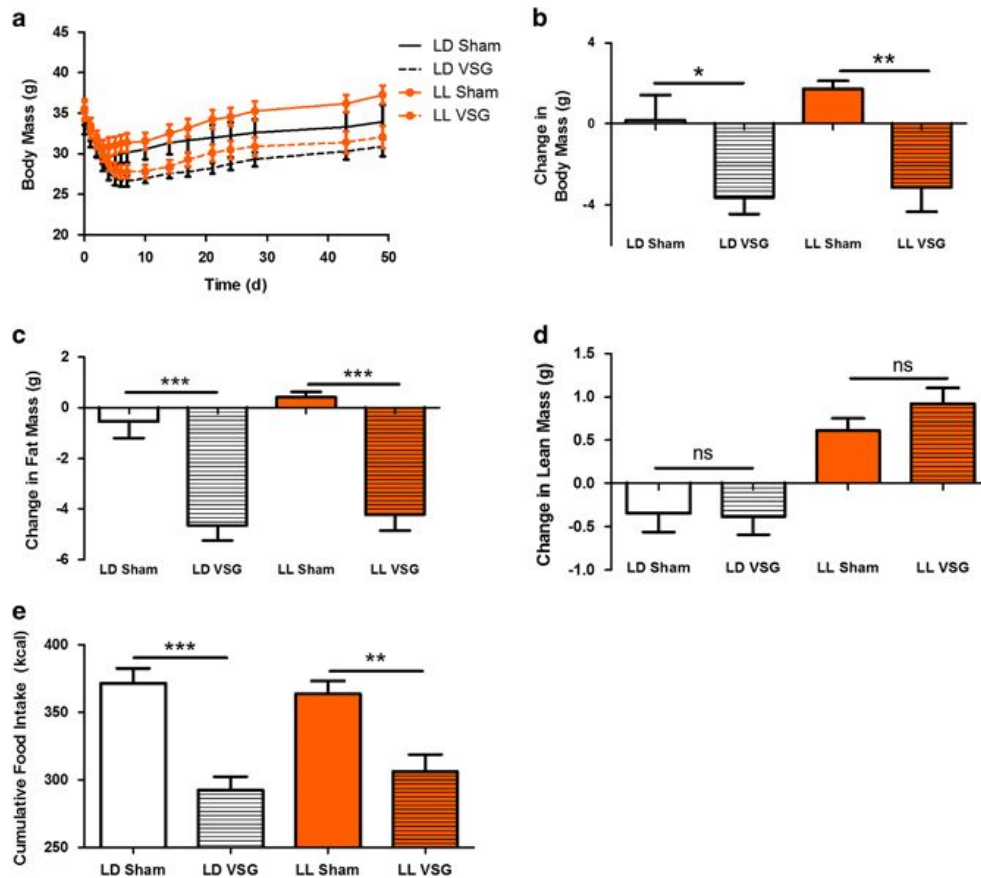 a
45
40
35
30
25
20
Body Mass (g)
0 10 20 30 40 50
Time (d)
LD Sham
LD VSG
LL Sham
LL VSG
b
4
0
-4
Change in
Body Mass (g)
*
**
LD Sham LD VSG LL Sham LL VSG
c
2
0
-2
-4
-6
Change in Fat Mass (g)
***
***
LD Sham LD VSG LL Sham LL VSG
d
1.5
1.0
0.5
0.0
-0.5
-1.0
Change in Lean Mass (g)
ns
ns
LD Sham LD VSG LL Sham LL VSG
e
400
350
300
250
Cumulative Food Intake (kcal)
***
**
LD Sham LD VSG LL Sham LL VSG